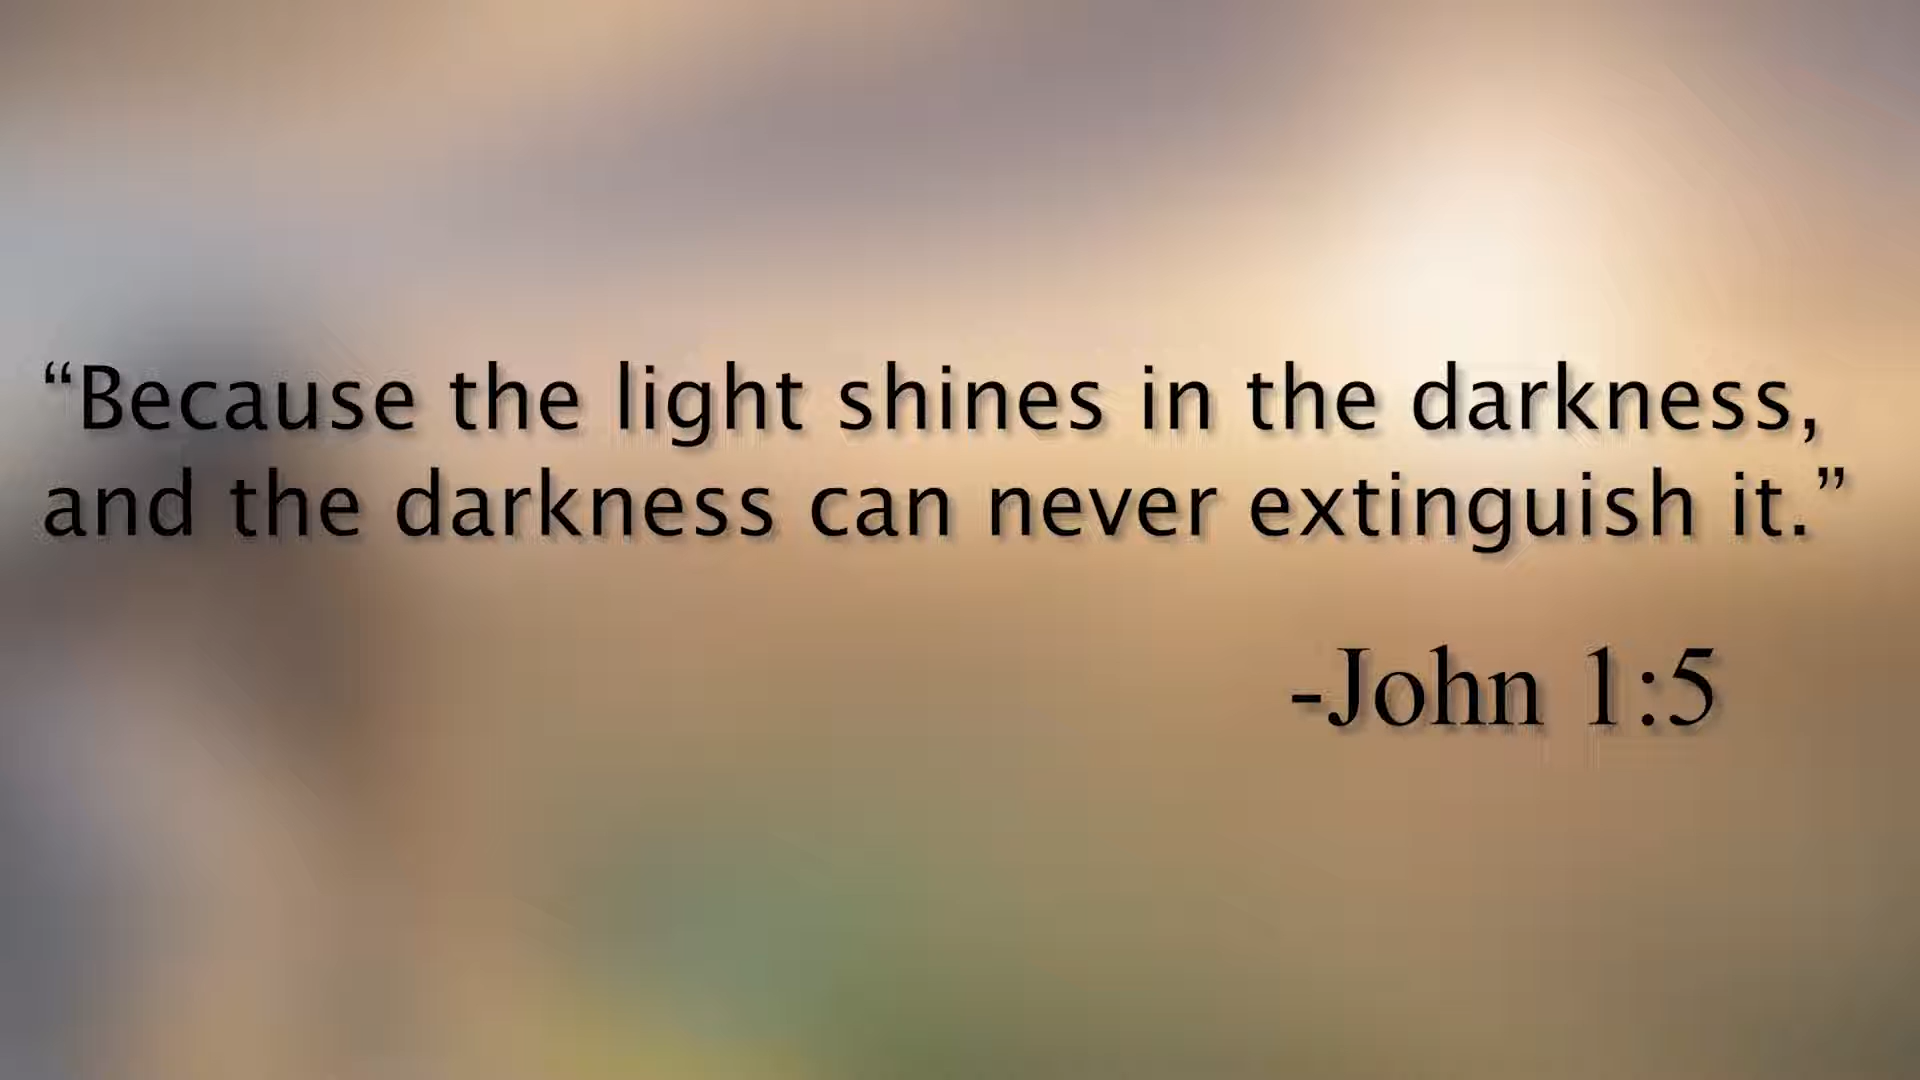 “Because the light shines in the darkness,
and the darkness can never extinguish it.”
-John 1:5